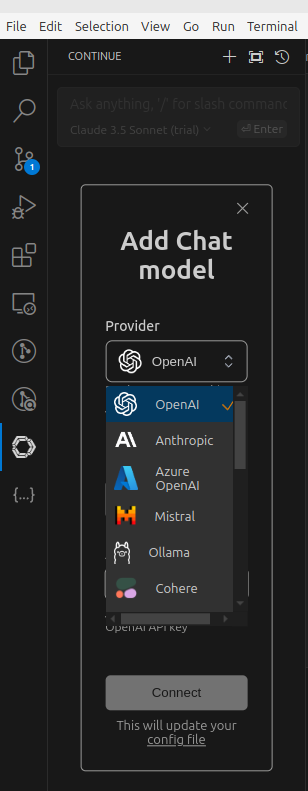 File Edit Selection View Go Run Terminal
CONTINUE
Ask anything, '/' for slash command
Claude 3.5 Sonnet (trial)
Enter
1
Add Chat
model
Provider
OpenAI
OpenAI
Anthropic
Azure
OpenAI
Mistral
Ollama
Cohere
{...}
OpenAI API key
Connect
This will update your
config file